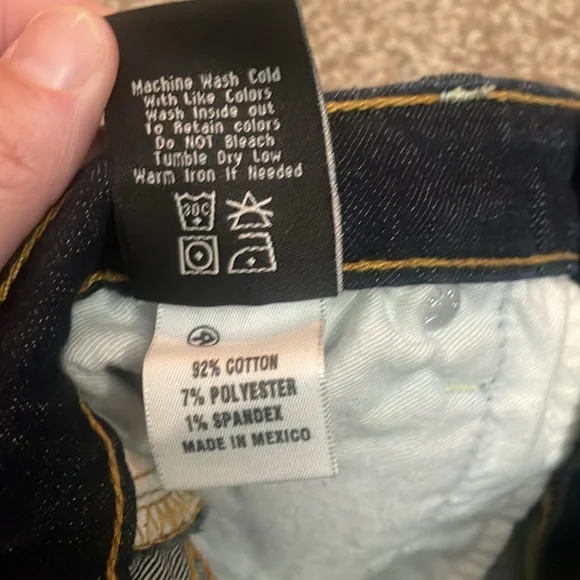 Machine Wash Cold
With Like Colors
Wash Inside out
To Retain colors
Do NOT Bleach
Tumble Dry Low
Warm Iron If Needed
30C
92% COTTON
7% POLYESTER
1% SPANDEX
MADE IN MEXICO